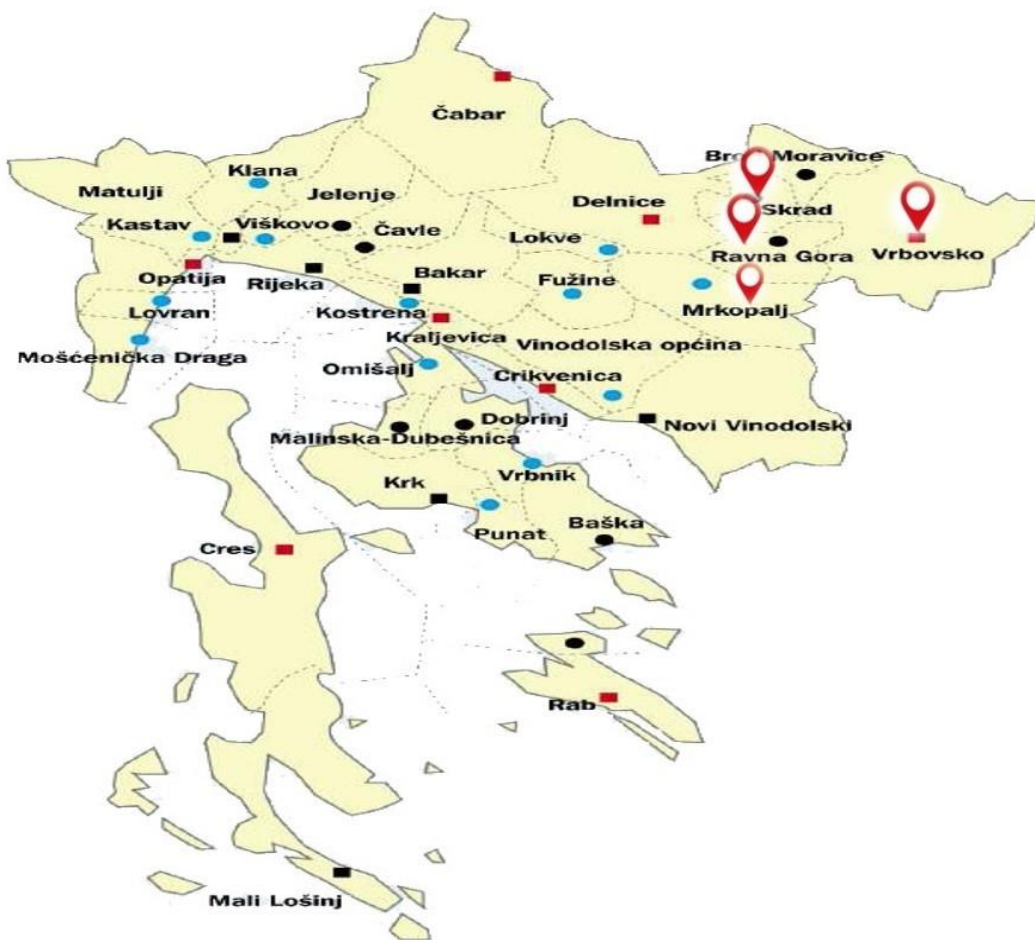 Čabar
Klana
Matulji
Jelenje
Kastav
Viškovo
Čavle
Opatija
Rijeka
Bakar
Lovran
Kostrena
Kraljevica
Mošćenička Draga
Omišalj
Delnice
Lokve
Fužine
Moravice
Skrad
Ravna Gora
Vrbovsko
Mrkopalj
Vinodolska općina
Crikvenica
Novi Vinodolski
Dobrinj
Malinska-Dubešnica
Vrbnik
Krk
Punat
Baška
Cres
Rab
Mali Lošinj